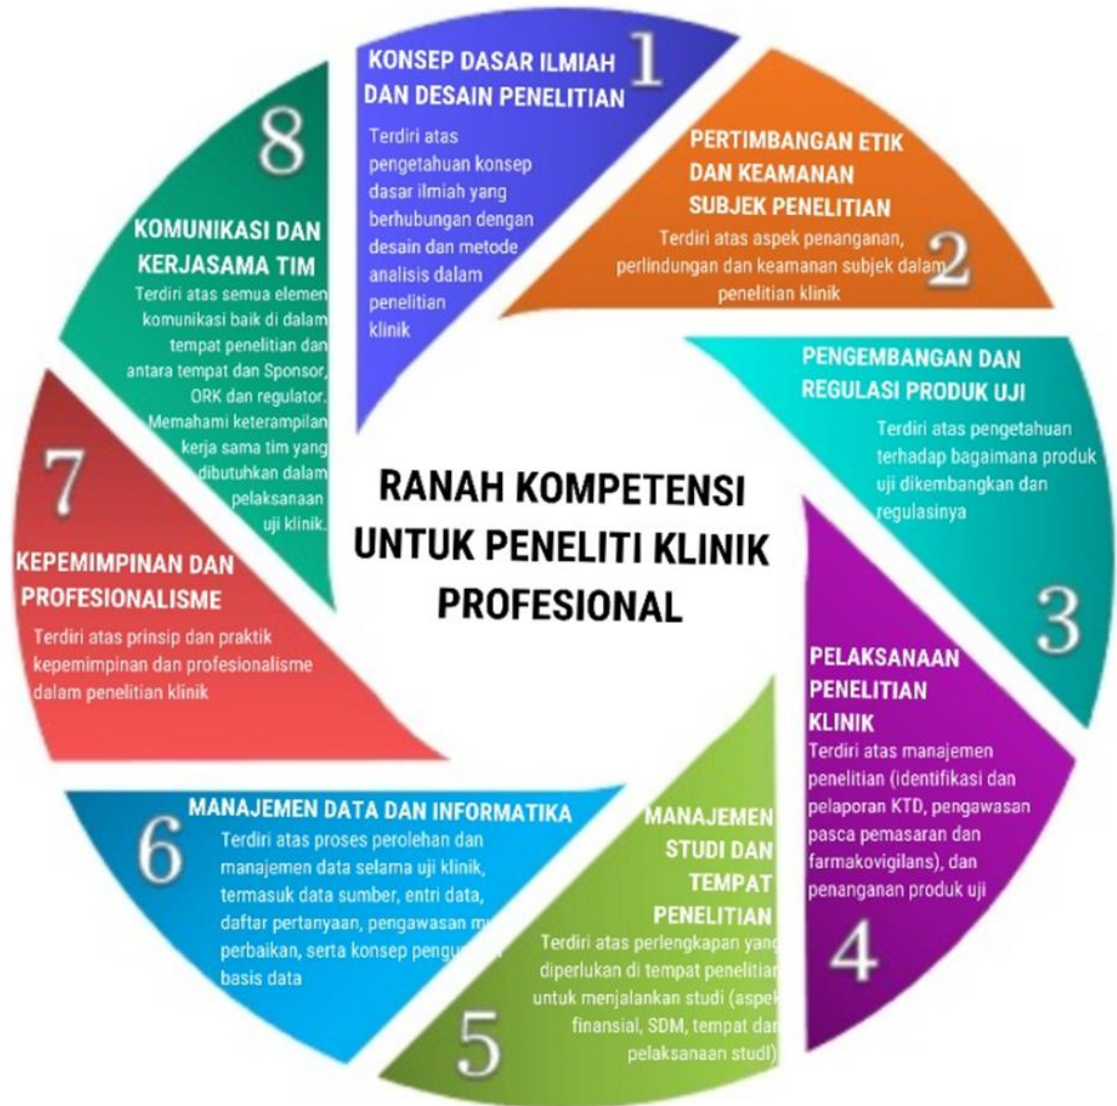 RANAH KOMPETENSI
UNTUK PENELITI KLINIK
PROFESIONAL
1
KONSEP DASAR ILMIAH
DAN DESAIN PENELITIAN
Terdiri atas
pengetahuan konsep
dasar ilmiah yang
berhubungan dengan
desain dan metode
analisis dalam
penelitian
klinik
PERTIMBANGAN ETIK
DAN KEAMANAN
SUBJEK PENELITIAN
Terdiri atas aspek penanganan,
perlindungan dan keamanan subjek dalam
penelitian klinik
2
PENGEMBANGAN DAN
REGULASI PRODUK UJI
Terdiri atas pengetahuan
terhadap bagaimana produk
uji dikembangkan dan
regulasinya
3
PELAKSANAAN
PENELITIAN
KLINIK
Terdiri atas manajemen
penelitian (identifikasi dan
pelaporan KTD, pengawasan
pasca pemasaran dan
farmakovigilans), dan
penanganan produk uji
4
MANAJEMEN
STUDI DAN
TEMPAT
PENELITIAN
Terdiri atas perlengkapan yang
diperlukan di tempat penelitian
untuk menjalankan studi (aspek
finansial, SDM, tempat dan
pelaksanaan studI)
5
MANAJEMEN DATA DAN INFORMATIKA
6
Terdiri atas proses perolehan dan
manajemen data selama uji klinik,
termasuk data sumber, entri data,
daftar pertanyaan, pengawasan
perbaikan, serta konsep
basis data
7
KEPEMIMPINAN DAN
PROFESIONALISME
Terdiri atas prinsip dan praktik
kepemimpinan dan profesionalisme
dalam penelitian klinik
8
KOMUNIKASI DAN
KERJASAMA TIM
Terdiri atas semua elemen
komunikasi baik di dalam
tempat penelitian dan
antara tempat dan Sponsor,
ORK dan regulator.
Memahami keterampilan
kerja sama tim yang
dibutuhkan dalam
pelaksanaan
uji klinik.